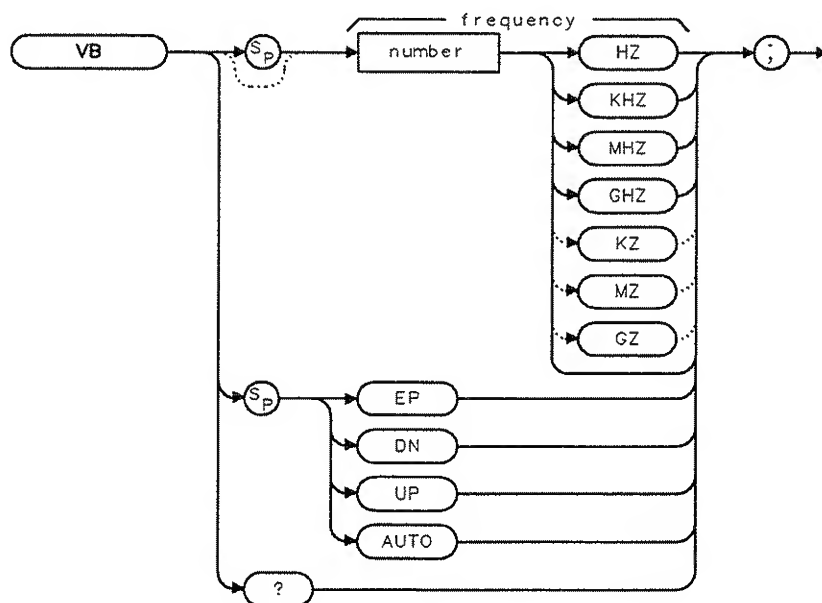 frequency
VB
SP
number
HZ
;
KHZ
MHZ
GHZ
KZ
MZ
GZ
SP
EP
DN
UP
AUTO
?